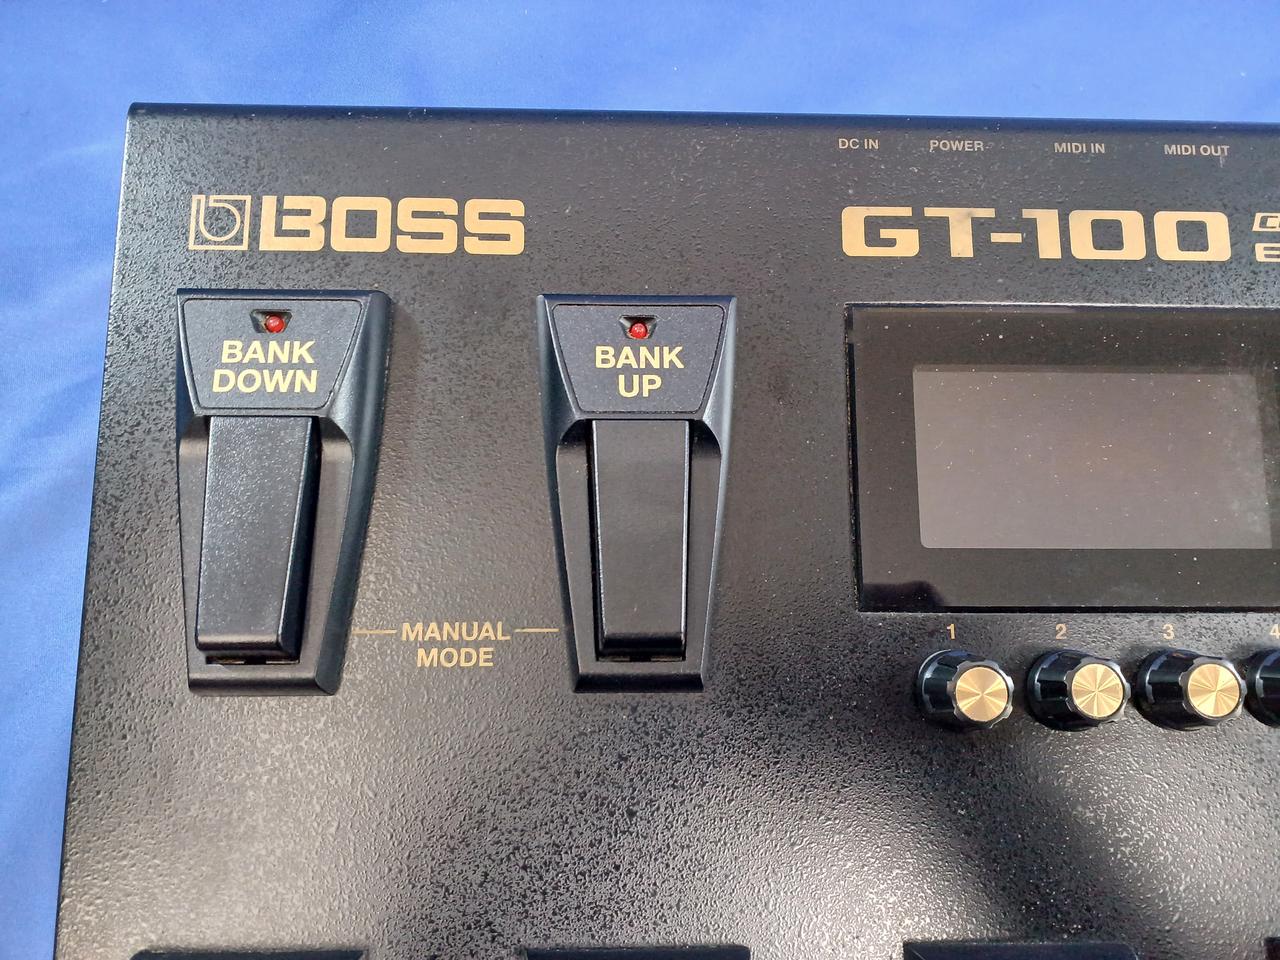 DC IN POWER MIDI IN MIDI OUT
BOSS GT-100
BANK
DOWN
BANK
UP
MANUAL
MODE
1 2 3 4